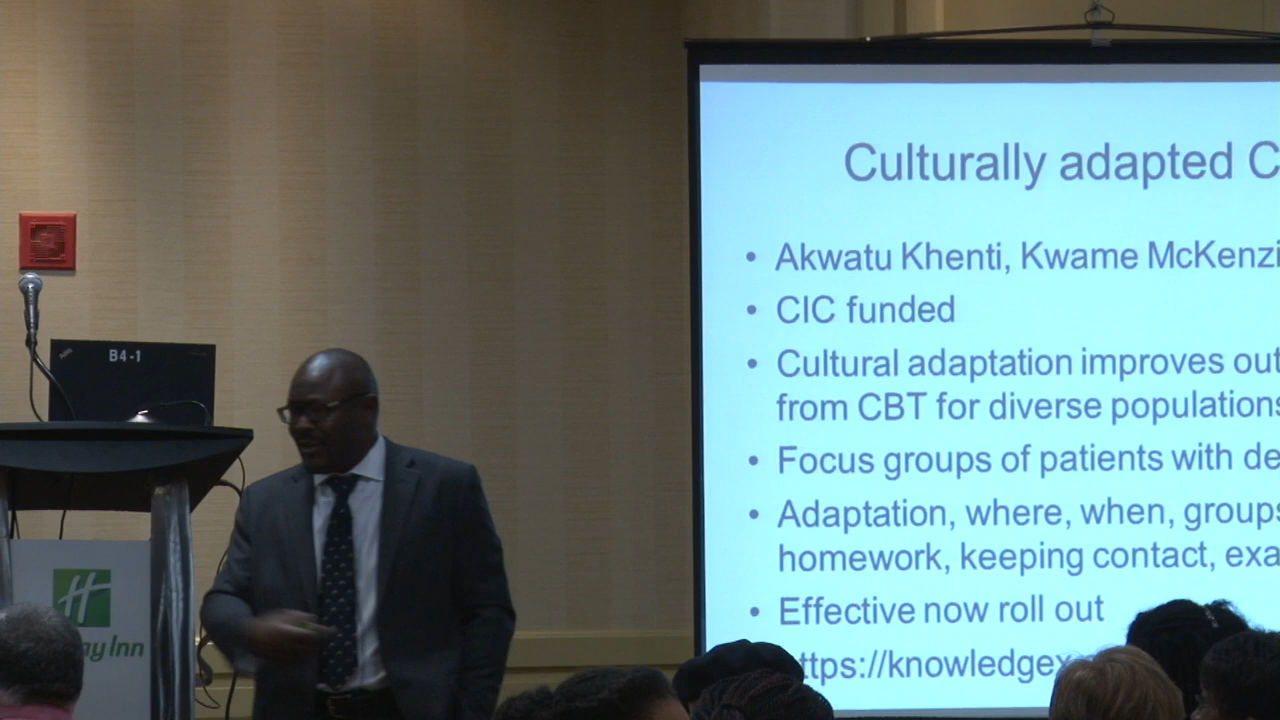 Culturally adapted C
• Akwatu Khenti, Kwame McKenzi
• CIC funded
• Cultural adaptation improves out
from CBT for diverse populations
• Focus groups of patients with de
• Adaptation, where, when, groups
homework, keeping contact, exa
• Effective now roll out
ttps://knowledgex
B4-1
H
ay Inn